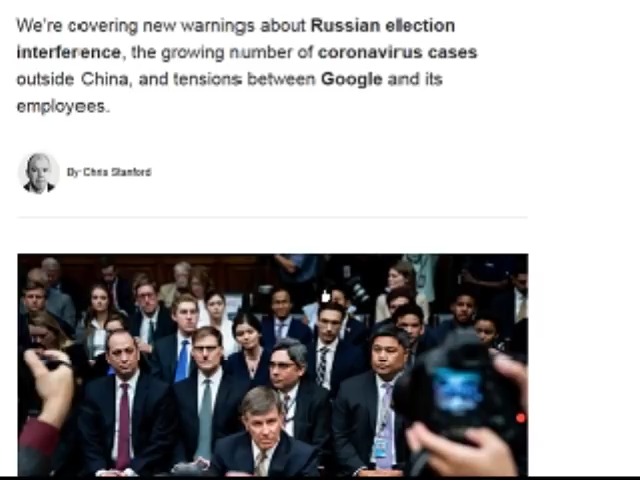 We're covering new warnings about Russian election
interference, the growing number of coronavirus cases
outside China, and tensions between Google and its
employees.
By Chris Stanford